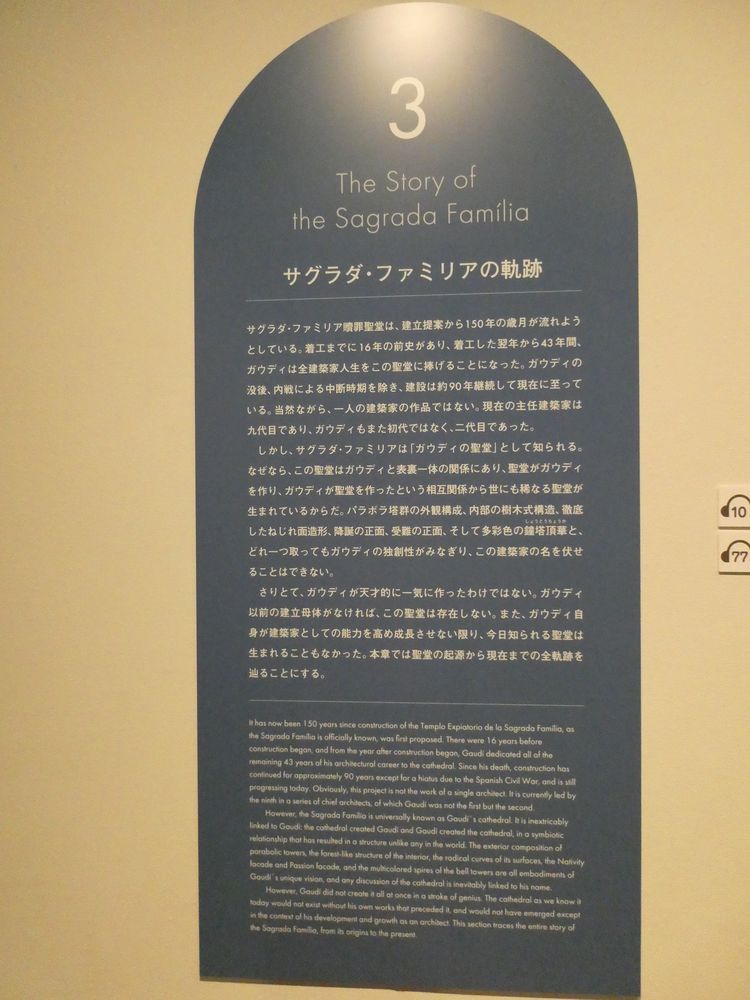 3
The Story of
the Sagrada Família
サグラダ・ファミリアの軌跡
サグラダ・ファミリア贖罪聖堂は、建立提案から150年の歳月が流れよう
としている。着工までに16年の前史があり、着工した翌年から43年間、
ガウディは全建築家人生をこの聖堂に捧げることになった。ガウディの
没後、内戦による中断時期を除き、建設は約90年継続して現在に至って
いる。当然ながら、一人の建築家の作品ではない。現在の主任建築家は
九代目であり、ガウディもまた初代ではなく、二代目であった。
しかし、サグラダ・ファミリアは「ガウディの聖堂」として知られる。
なぜなら、この聖堂はガウディと表裏一体の関係にあり、聖堂がガウディ
を作り、ガウディが聖堂を作ったという相互関係から世にも稀なる聖堂が
生まれているからだ。パラボラ塔群の外観構成、内部の樹木式構造、徹底
しょうとうちょうか
したねじれ面造形、降誕の正面、受難の正面、そして多彩色の鐘塔頂華と、
どれ一つ取ってもガウディの独創性がみなぎり、この建築家の名を伏せ
ることはできない。
さりとて、ガウディが天才的に一気に作ったわけではない。ガウディ
以前の建立母体がなければ、この聖堂は存在しない。また、ガウディ自
身が建築家としての能力を高め成長させない限り、今日知られる聖堂は
生まれることもなかった。本章では聖堂の起源から現在までの全軌跡を
辿ることにする。
It has now been 150 years since construction of the Templo Expiatorio de la Sagrada Família, as
the Sagrada Família is officially known, was first proposed. There were 16 years before
construction began, and from the year after construction began, Gaudí dedicated all of the
remaining 43 years of his architectural career to the cathedral. Since his death, construction has
continued for approximately 90 years except for a hiatus due to the Spanish Civil War, and is still
progressing today. Obviously, this project is not the work of a single architect. It is currently led by
the ninth in a series of chief architects, of which Gaudí was not the first but the second.
However, the Sagrada Família is universally known as Gaudí´s cathedral. It is inextricably
linked to Gaudí: the cathedral created Gaudí and Gaudí created the cathedral, in a symbiotic
relationship that has resulted in a structure unlike any in the world. The exterior composition of
parabolic towers, the forest-like structure of the interior, the radical curves of its surfaces, the Nativity
facade and Passion facade, and the multicolored spires of the bell towers are all embodiments of
Gaudí´s unique vision, and any discussion of the cathedral is inevitably linked to his name.
However, Gaudí did not create it all at once in a stroke of genius. The cathedral as we know it
today would not exist without his own works that preceded it, and would not have emerged except
in the context of his development and growth as an architect. This section traces the entire story of
the Sagrada Família, from its origins to the present.
10
77